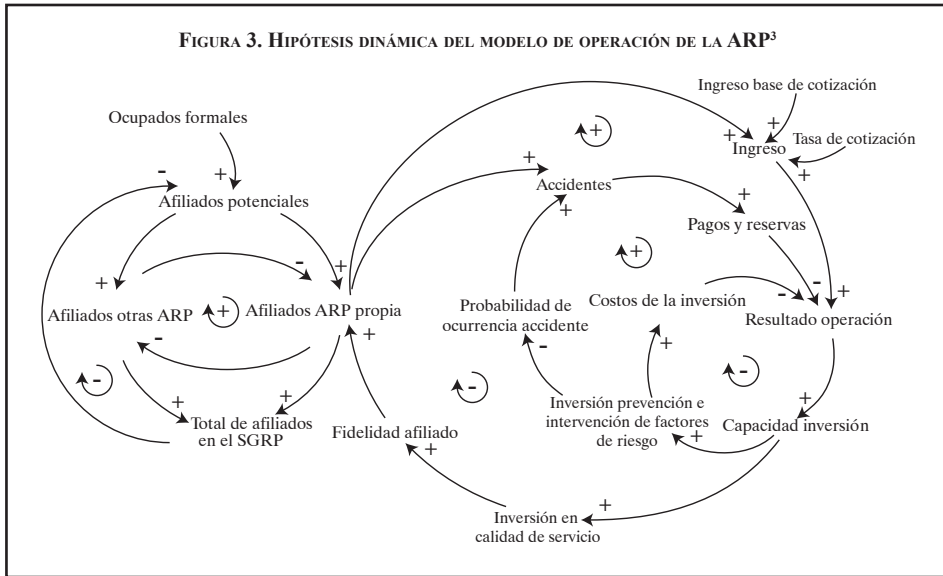 FIGURA 3. HIPÓTESIS DINÁMICA DEL MODELO DE OPERACIÓN DE LA ARP³
Ingreso base de cotización
Ocupados formales
+
+
Tasa de cotización
-
+
+
+
Ingreso
+
Afiliados potenciales
Accidentes
+
+
Pagos y reservas
-
+
+
+
Afiliados otras ARP
+
Afiliados ARP propia
Probabilidad de
ocurrencia accidente
Costos de la inversión
-
-
+
Resultado operación
-
+
-
+
-
+
+
-
-
+
Total de afiliados
en el SGRP
Fidelidad afiliado
+
Inversión prevención e
intervención de factores
de riesgo
+
Capacidad inversión
+
Inversión en
calidad de servicio